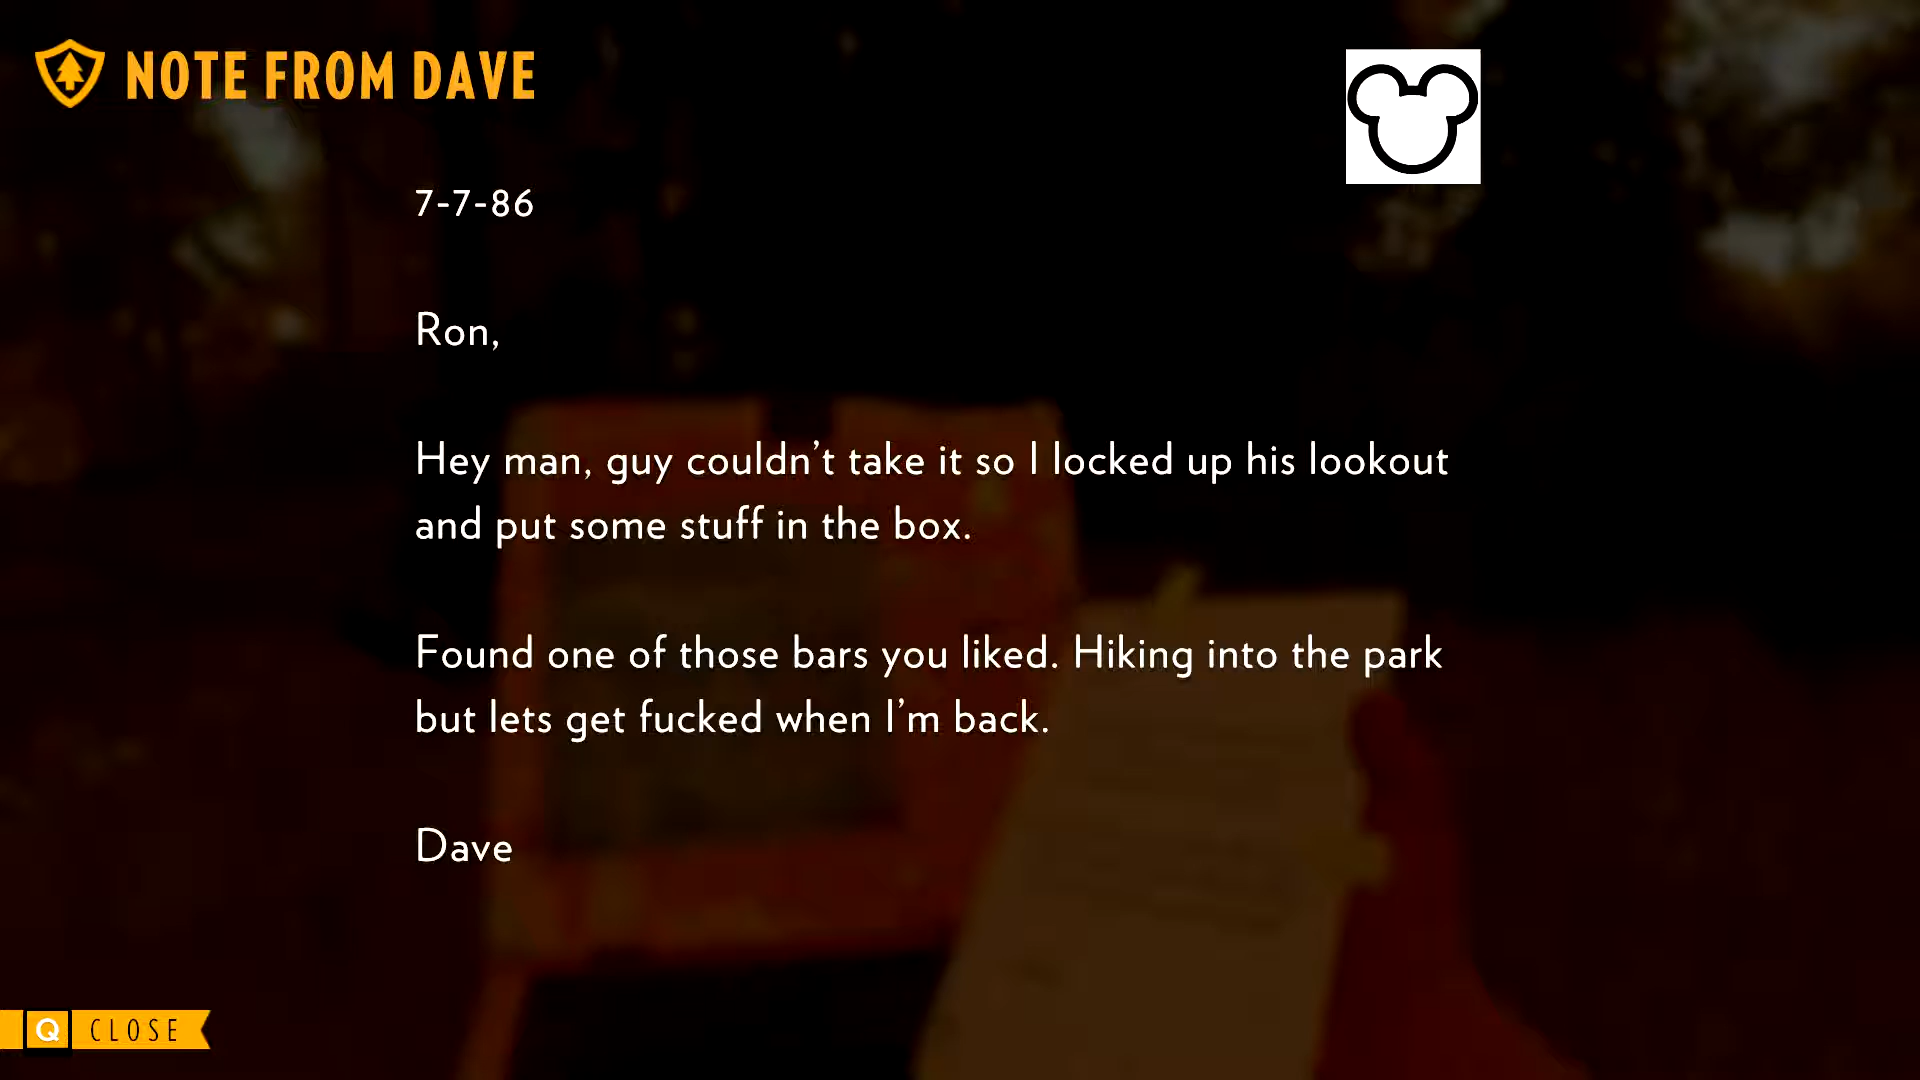 NOTE FROM DAVE
7-7-86
Ron,
Hey man, guy couldn't take it so I locked up his lookout
and put some stuff in the box.
Found one of those bars you liked. Hiking into the park
but lets get fucked when I'm back.
Dave
Q CLOSE